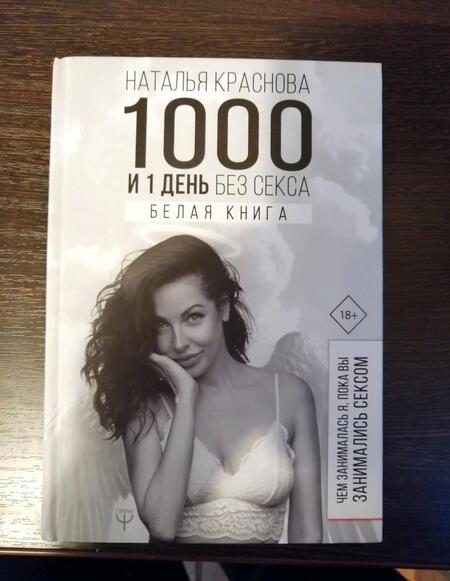 НАТАЛЬЯ КРАСНОВА
1000
И 1 ДЕНЬ БЕЗ СЕКСА
БЕЛАЯ КНИГА
18+
ЧЕМ ЗАНИМАЛАСЬ Я, ПОКА ВЫ
ЗАНИМАЛИСЬ СЕКСОМ